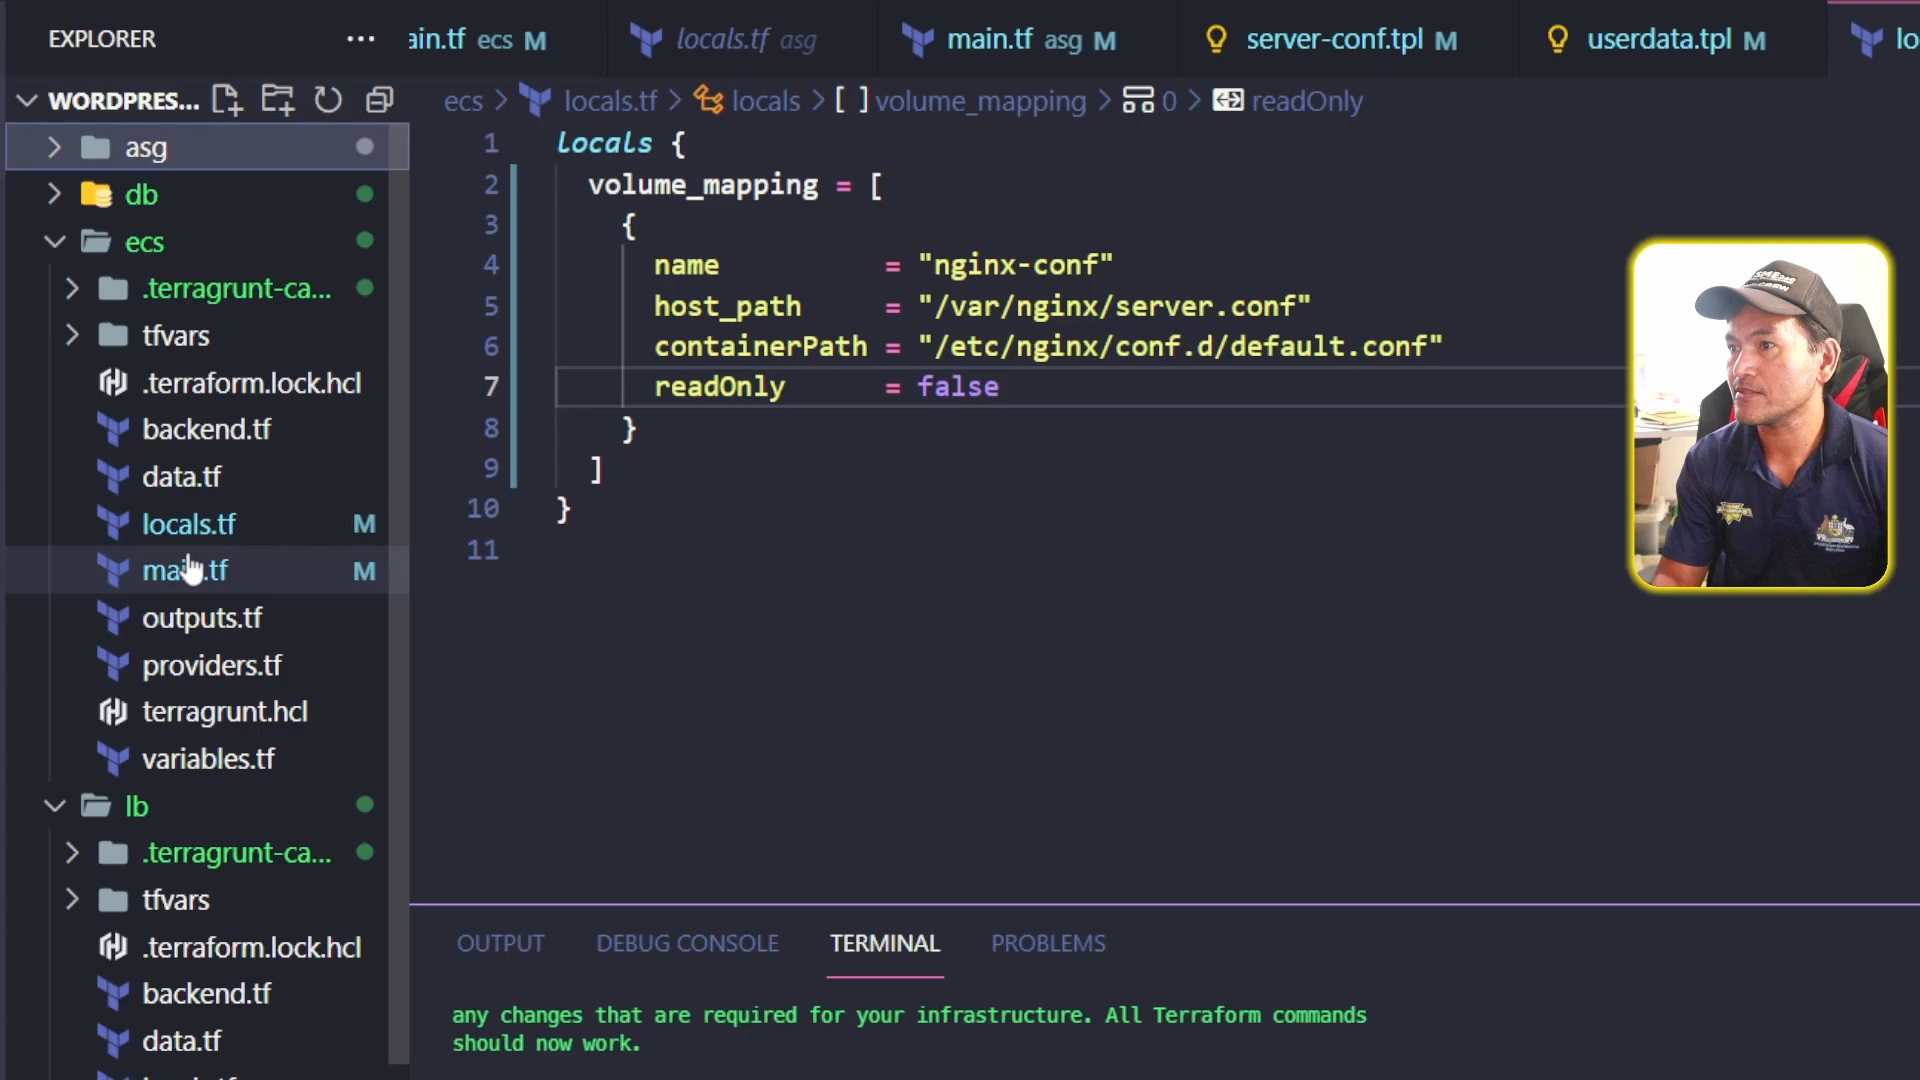 EXPLORER
ain.tf ecs M
locals.tf asg
main.tf asg M
server-conf.tpl M
userdata.tpl M
lo
WORDPRES...
ecs > locals.tf > locals > [ ] volume_mapping > 0 > readOnly
asg
db
ecs
.terragrunt-ca...
tfvars
.terraform.lock.hcl
backend.tf
data.tf
locals.tf M
main.tf M
outputs.tf
providers.tf
terragrunt.hcl
variables.tf
lb
.terragrunt-ca...
tfvars
.terraform.lock.hcl
backend.tf
data.tf
1 locals {
2 volume_mapping = [
3 {
4 name = "nginx-conf"
5 host_path = "/var/nginx/server.conf"
6 containerPath = "/etc/nginx/conf.d/default.conf"
7 readOnly = false
8 }
9 ]
10 }
11
OUTPUT DEBUG CONSOLE TERMINAL PROBLEMS
any changes that are required for your infrastructure. All Terraform commands
should now work.